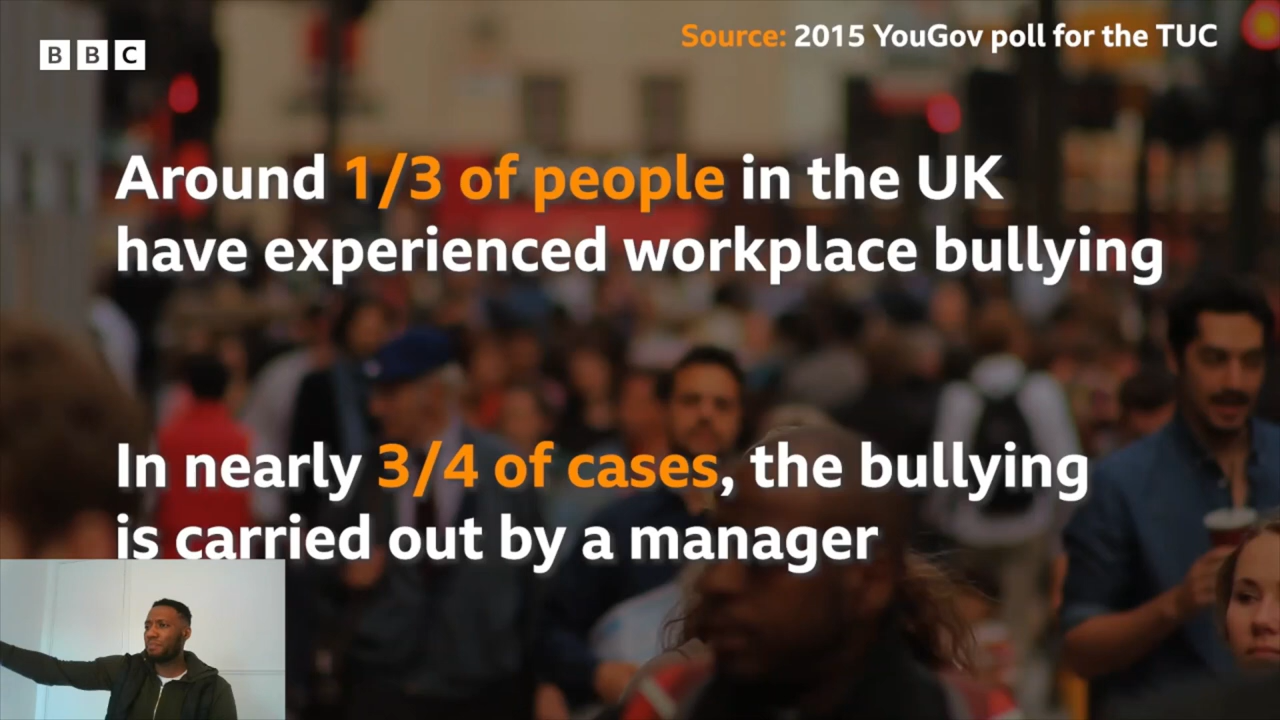 BBC
Source: 2015 YouGov poll for the TUC
Around 1/3 of people in the UK
have experienced workplace bullying
In nearly 3/4 of cases, the bullying
is carried out by a manager